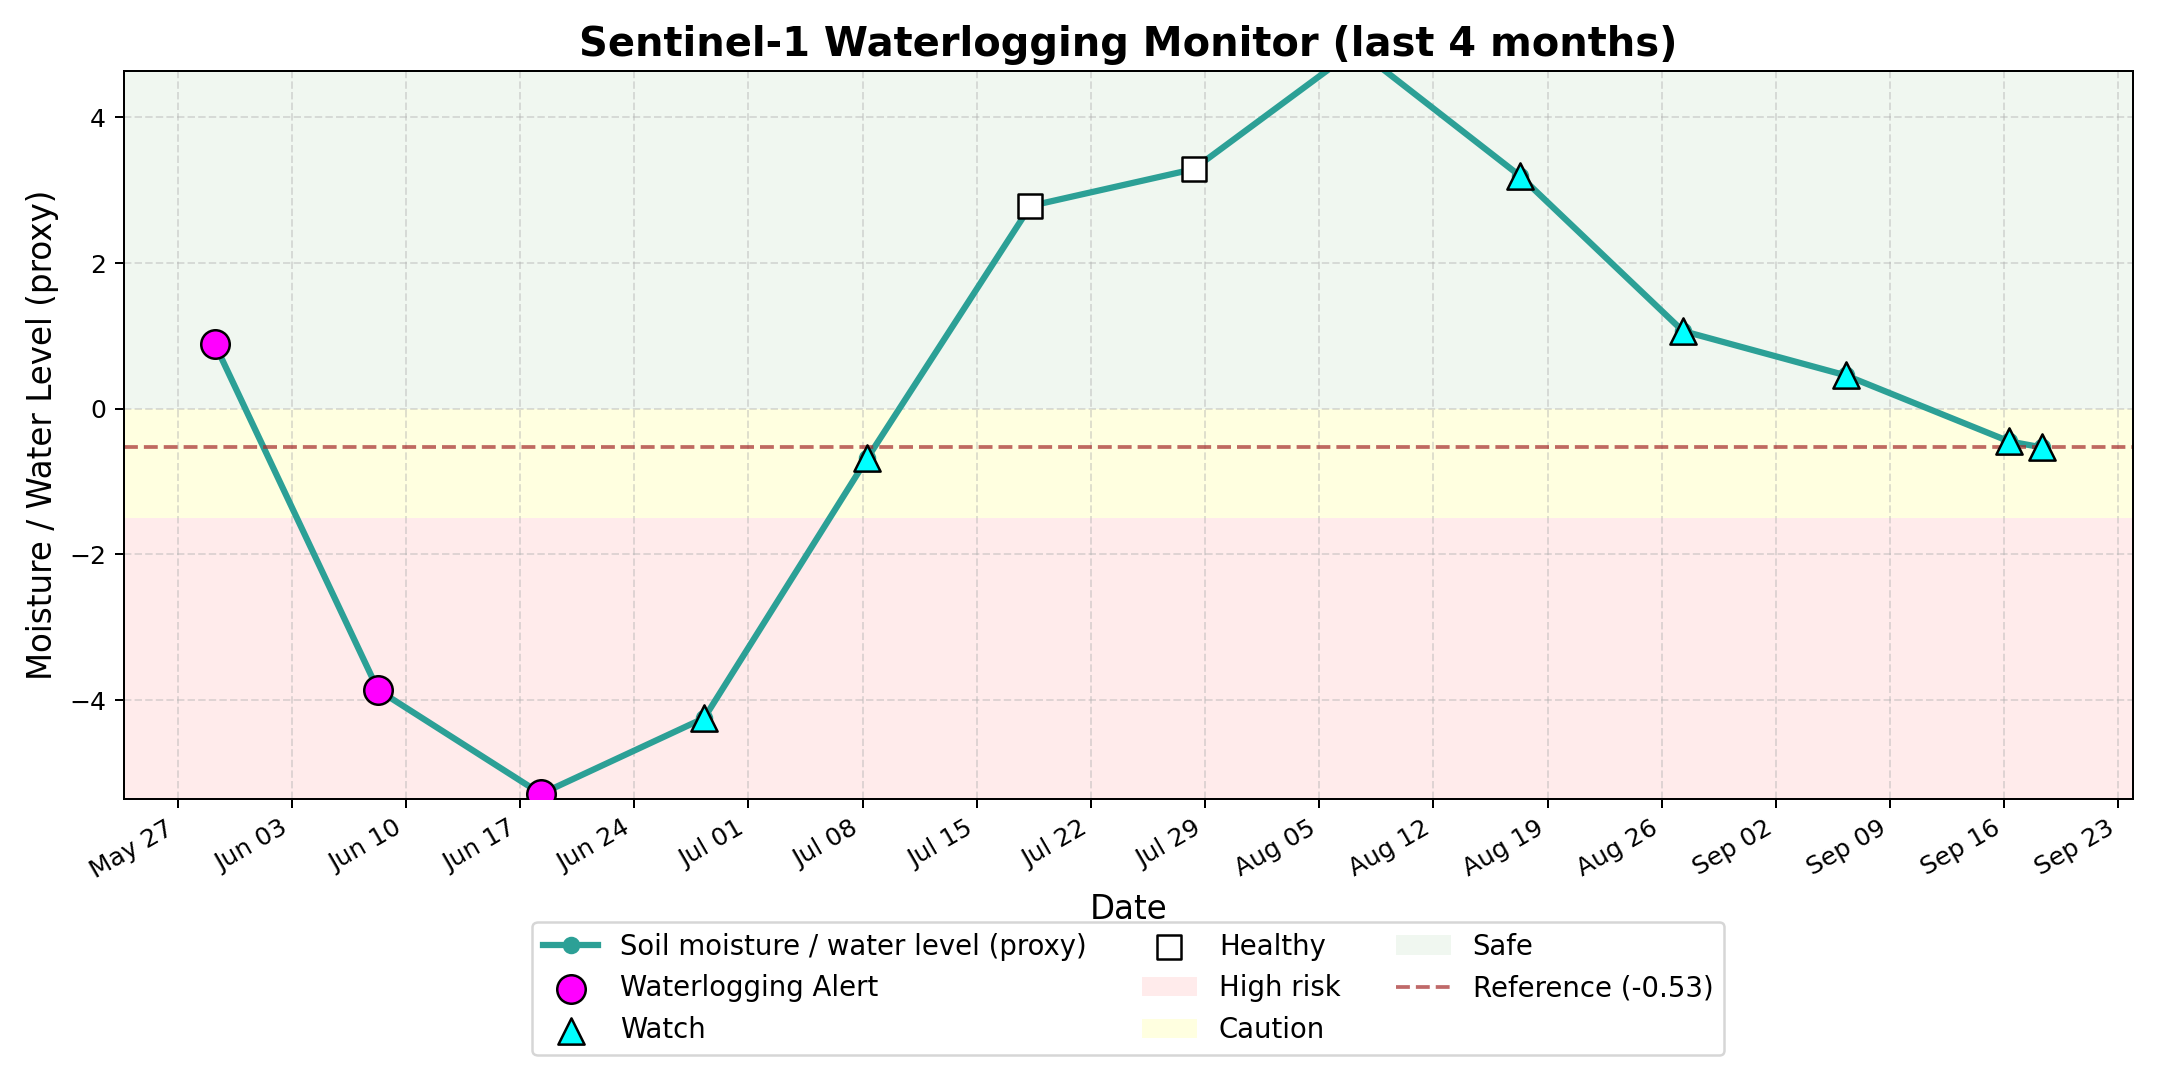 Sentinel-1 Waterlogging Monitor (last 4 months)
Moisture / Water Level (proxy)
4
2
0
−2
−4
May 27
Jun 03
Jun 10
Jun 17
Jun 24
Jul 01
Jul 08
Jul 15
Jul 22
Jul 29
Aug 05
Aug 12
Aug 19
Aug 26
Sep 02
Sep 09
Sep 16
Sep 23
Date
Soil moisture / water level (proxy)
Waterlogging Alert
Watch
Healthy
High risk
Caution
Safe
Reference (-0.53)